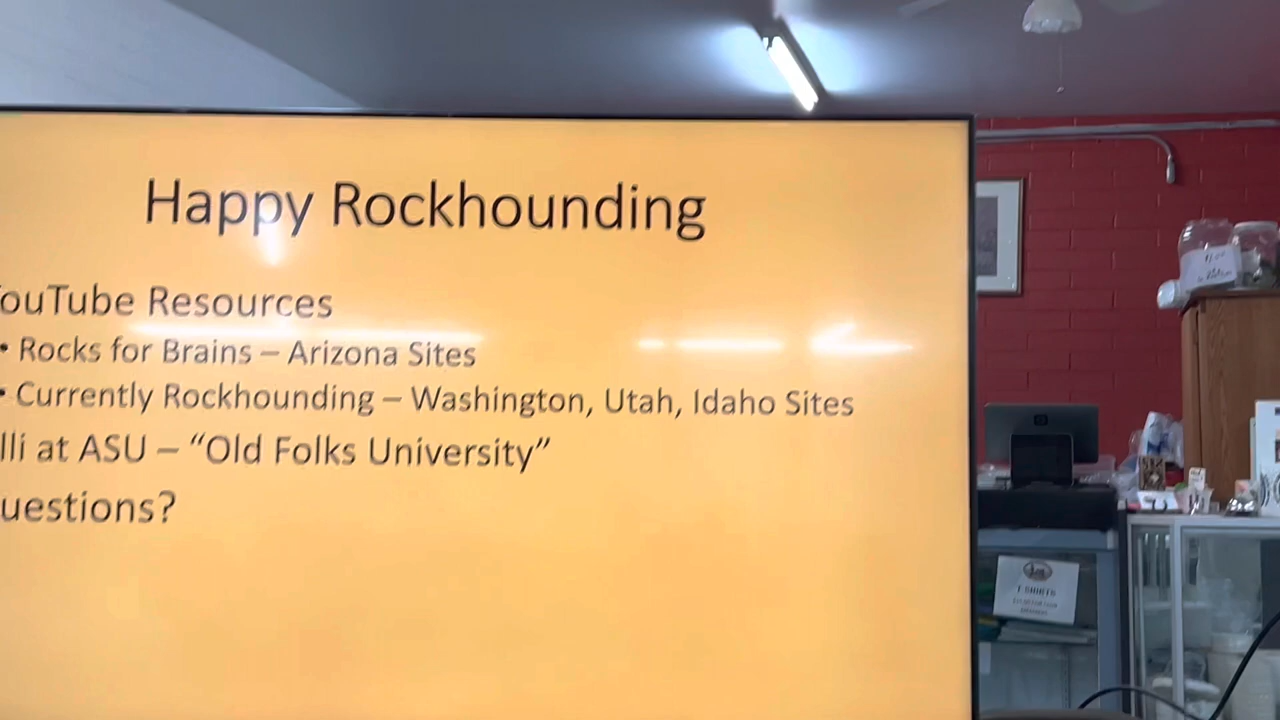 Happy Rockhounding
ouTube Resources
• Rocks for Brains – Arizona Sites
• Currently Rockhounding – Washington, Utah, Idaho Sites
lli at ASU – “Old Folks University”
uestions?
T SHIRTS